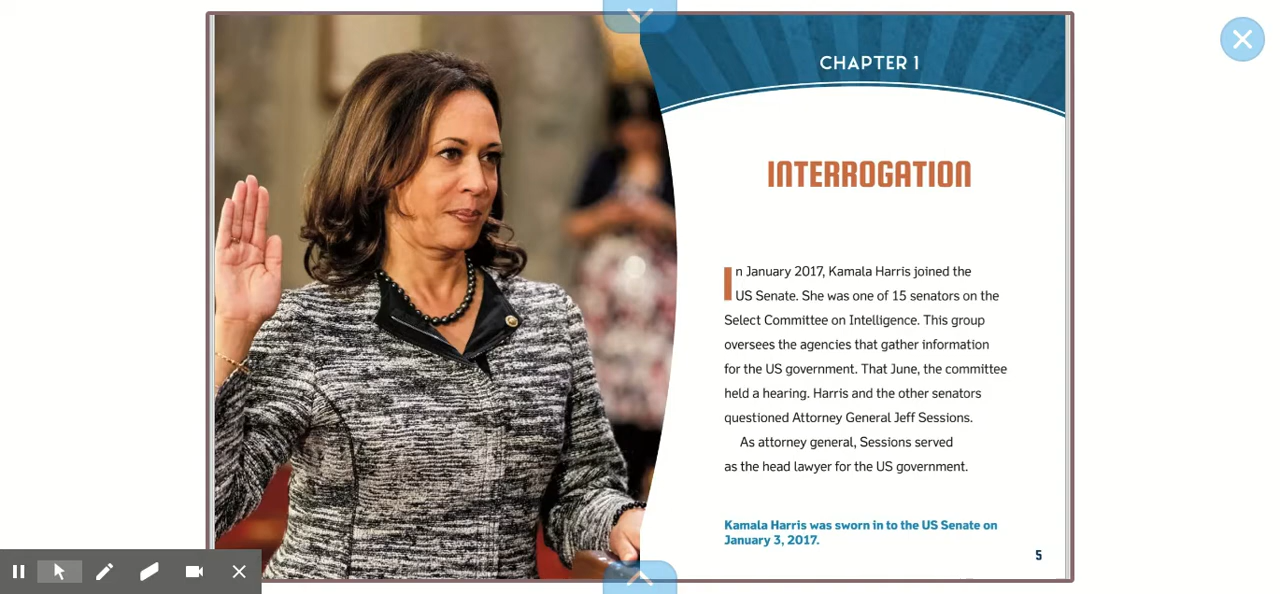 CHAPTER 1
INTERROGATION
In January 2017, Kamala Harris joined the
US Senate. She was one of 15 senators on the
Select Committee on Intelligence. This group
oversees the agencies that gather information
for the US government. That June, the committee
held a hearing. Harris and the other senators
questioned Attorney General Jeff Sessions.
As attorney general, Sessions served
as the head lawyer for the US government.
Kamala Harris was sworn in to the US Senate on
January 3, 2017.
5